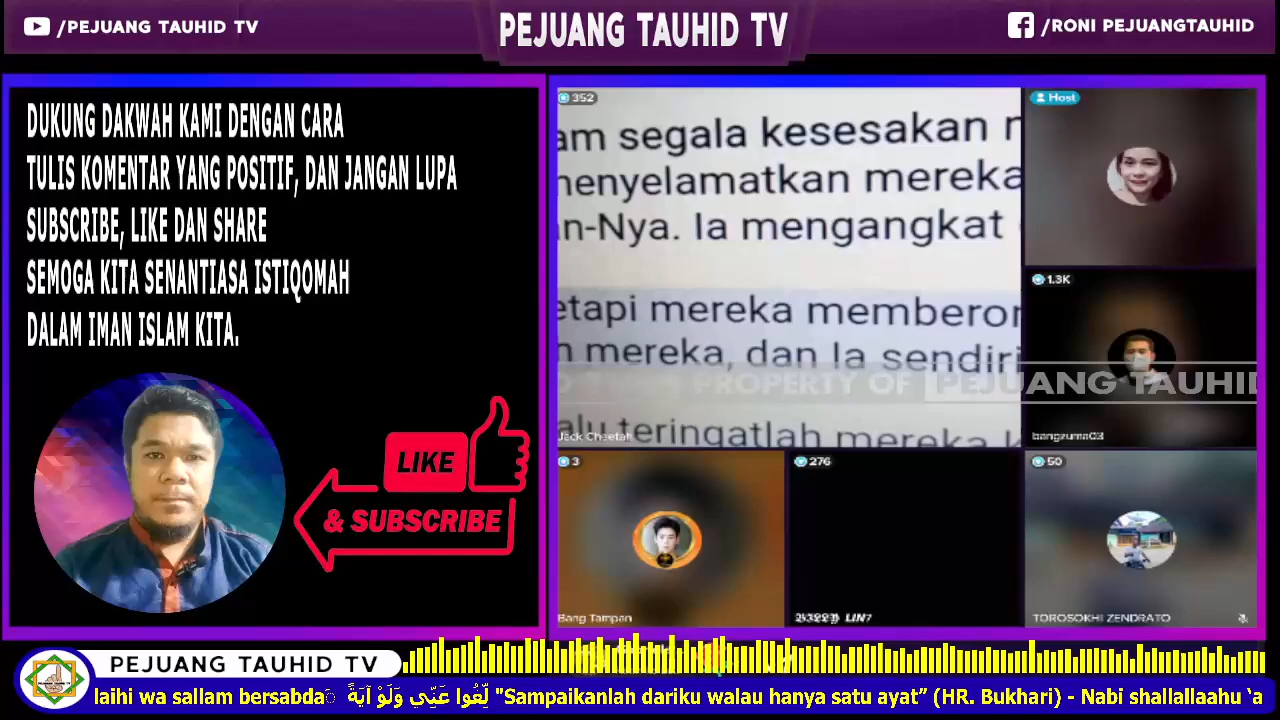 /PEJUANG TAUHID TV
PEJUANG TAUHID TV
/RONI PEJUANGTAUHID
DUKUNG DAKWAH KAMI DENGAN CARA
TULIS KOMENTAR YANG POSITIF, DAN JANGAN LUPA
SUBSCRIBE, LIKE DAN SHARE
SEMOGA KITA SENANTIASA ISTIQOMAH
DALAM IMAN ISLAM KITA.
LIKE
& SUBSCRIBE
352
am segala kesesakan
menyelamatkan mereka
an-Nya. Ia mengangkat
etapi mereka memberon
mereka, dan Ia sendiri
PROPERTY OF PEJUANG TAUHID
alu teringatlah mereka
Jack Cheetah
Host
1.3K
bangzuma03
3
Bang Tampan
276
LIN7
50
TOROSOKHI ZENDRATO
PEJUANG TAUHID TV
laihi wa sallam bersabda لِّغُوا عَنِّي وَلَوْ آيَةً "Sampaikanlah dariku walau hanya satu ayat” (HR. Bukhari) - Nabi shallallaahu ‘a